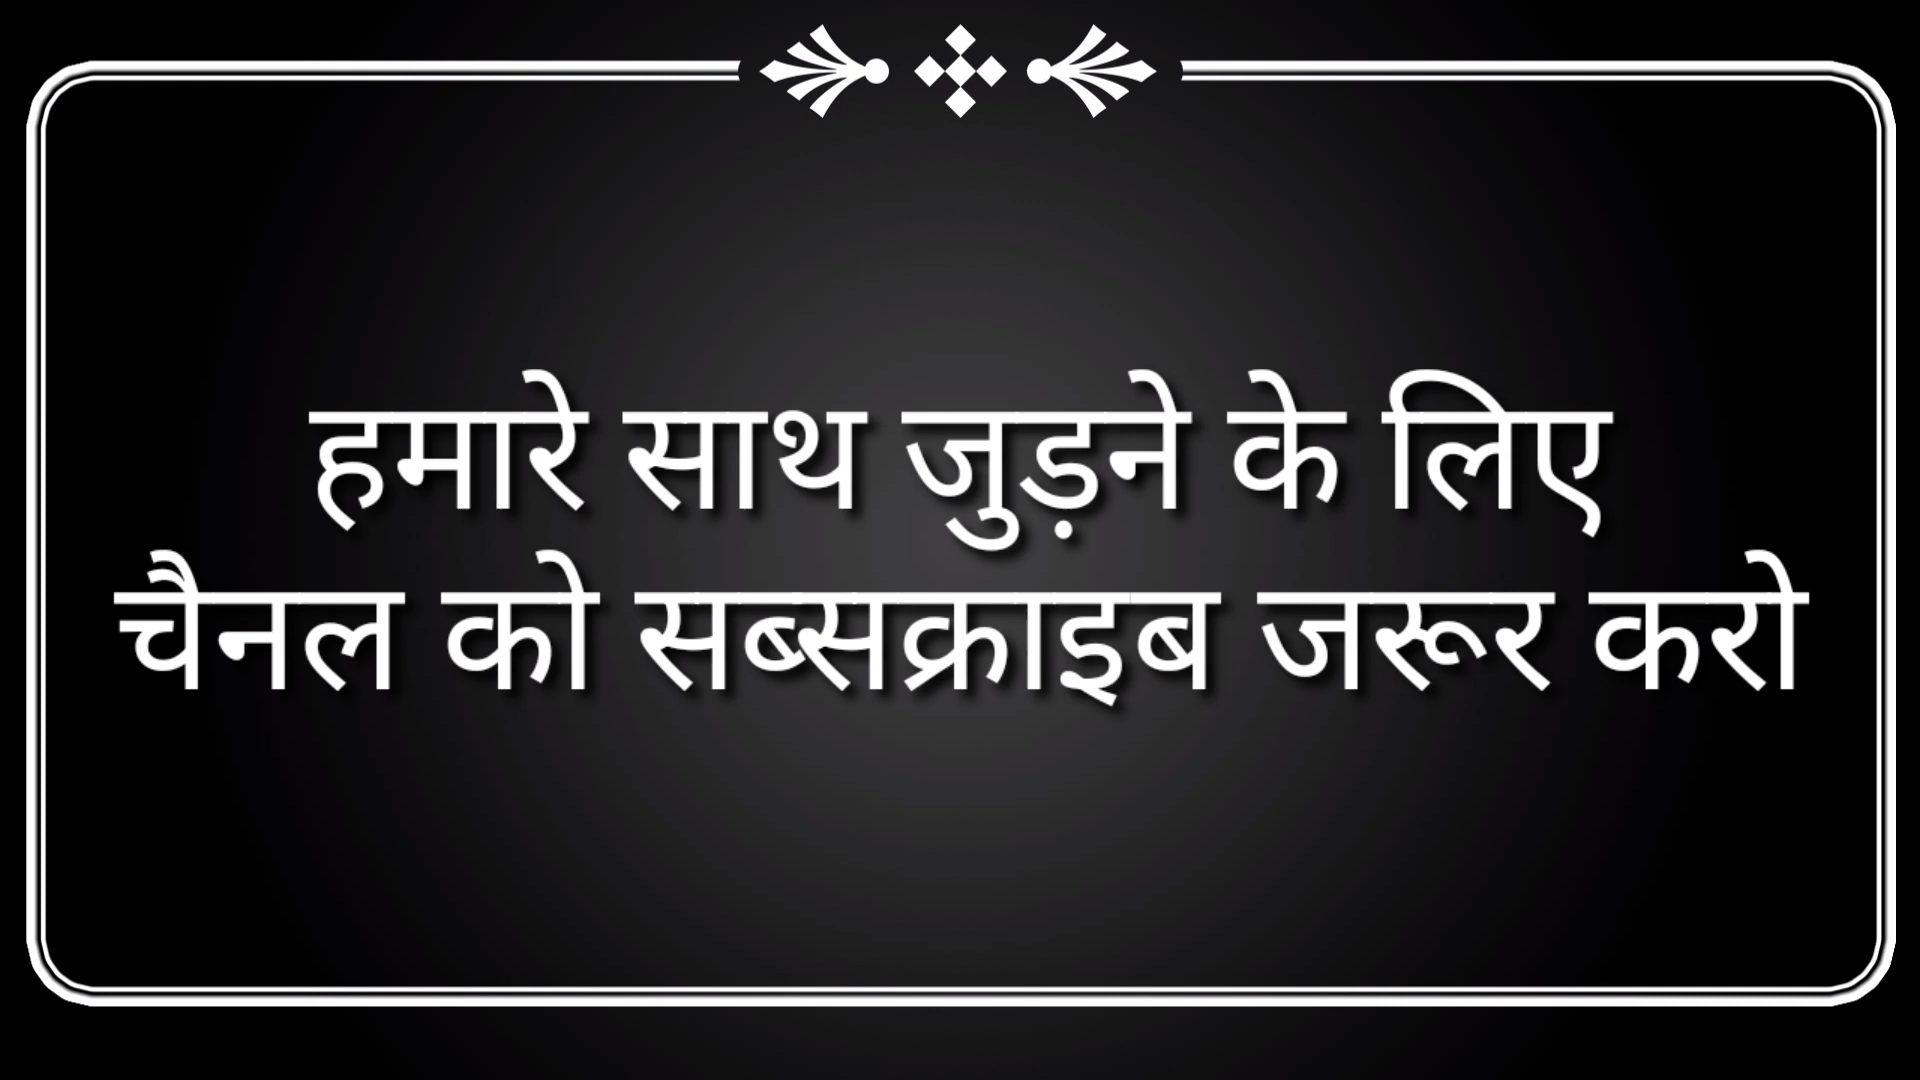 हमारे साथ जुड़ने के लिए
चैनल को सब्सक्राइब जरूर करो